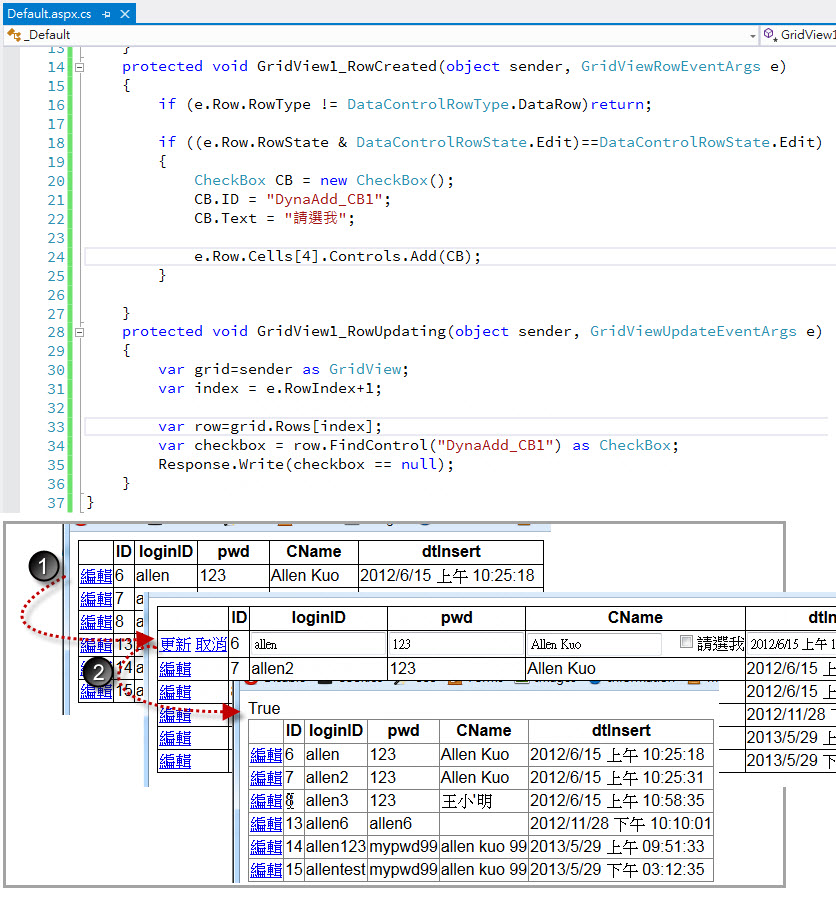 Default.aspx.cs
_Default GridView1
13 }
14 protected void GridView1_RowCreated(object sender, GridViewRowEventArgs e)
15 {
16 if (e.Row.RowType != DataControlRowType.DataRow)return;
17
18 if ((e.Row.RowState & DataControlRowState.Edit)==DataControlRowState.Edit)
19 {
20 CheckBox CB = new CheckBox();
21 CB.ID = "DynaAdd_CB1";
22 CB.Text = "請選我";
23
24 e.Row.Cells[4].Controls.Add(CB);
25 }
26
27 }
28 protected void GridView1_RowUpdating(object sender, GridViewUpdateEventArgs e)
29 {
30 var grid=sender as GridView;
31 var index = e.RowIndex+1;
32
33 var row=grid.Rows[index];
34 var checkbox = row.FindControl("DynaAdd_CB1") as CheckBox;
35 Response.Write(checkbox == null);
36 }
37 }
1
ID loginID pwd CName dtInsert
編輯 6 allen 123 Allen Kuo 2012/6/15 上午 10:25:18
編輯 7 a
編輯 8 a
編輯 13 a
編輯 14 a
編輯 15 a
2
ID loginID pwd CName dtIn
更新 取消 6 allen 123 Allen Kuo 請選我 2012/6/15 上午 1
編輯 7 allen2 123 Allen Kuo 2012/6/15 上
編輯 2012/6/15 上
編輯 2012/11/28 下
編輯 2013/5/29 上
編輯 2013/5/29 下
True
ID loginID pwd CName dtInsert
編輯 6 allen 123 Allen Kuo 2012/6/15 上午 10:25:18
編輯 7 allen2 123 Allen Kuo 2012/6/15 上午 10:25:31
編輯 8 allen3 123 王小明 2012/6/15 上午 10:58:35
編輯 13 allen6 allen6 2012/11/28 下午 10:10:01
編輯 14 allen123 mypwd99 allen kuo 99 2013/5/29 上午 09:51:33
編輯 15 allentest mypwd99 allen kuo 99 2013/5/29 下午 03:12:35